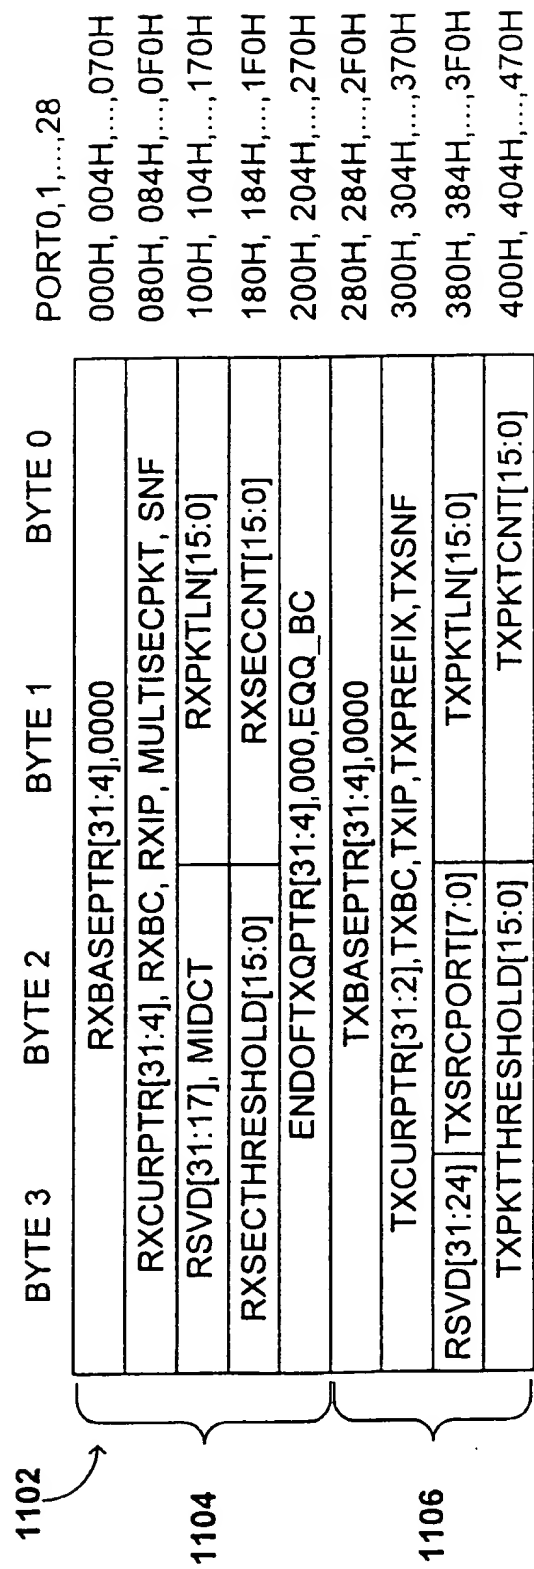 1102
BYTE 3 BYTE 2 BYTE 1 BYTE 0 PORT0,1,...,28
RXBASEPTR[31:4],0000 000H, 004H,...,070H
RXCURPTR[31:4], RXBC, RXIP, MULTISECPKT, SNF 080H, 084H,...,0F0H
RSVD[31:17], MIDCT RXPKTLN[15:0] 100H, 104H,...,170H
RXSECTHRESHOLD[15:0] RXSECCNT[15:0] 180H, 184H,...,1F0H
ENDOFTXQPTR[31:4],000,EQQ_BC 200H, 204H,...,270H
TXBASEPTR[31:4],0000 280H, 284H,...,2F0H
TXCURPTR[31:2],TXBC,TXIP,TXPREFIX,TXSNF 300H, 304H,...,370H
RSVD[31:24] TXSRCPORT[7:0] TXPKTLN[15:0] 380H, 384H,...,3F0H
TXPKTTHRESHOLD[15:0] TXPKTCNT[15:0] 400H, 404H,...,470H
1104
1106